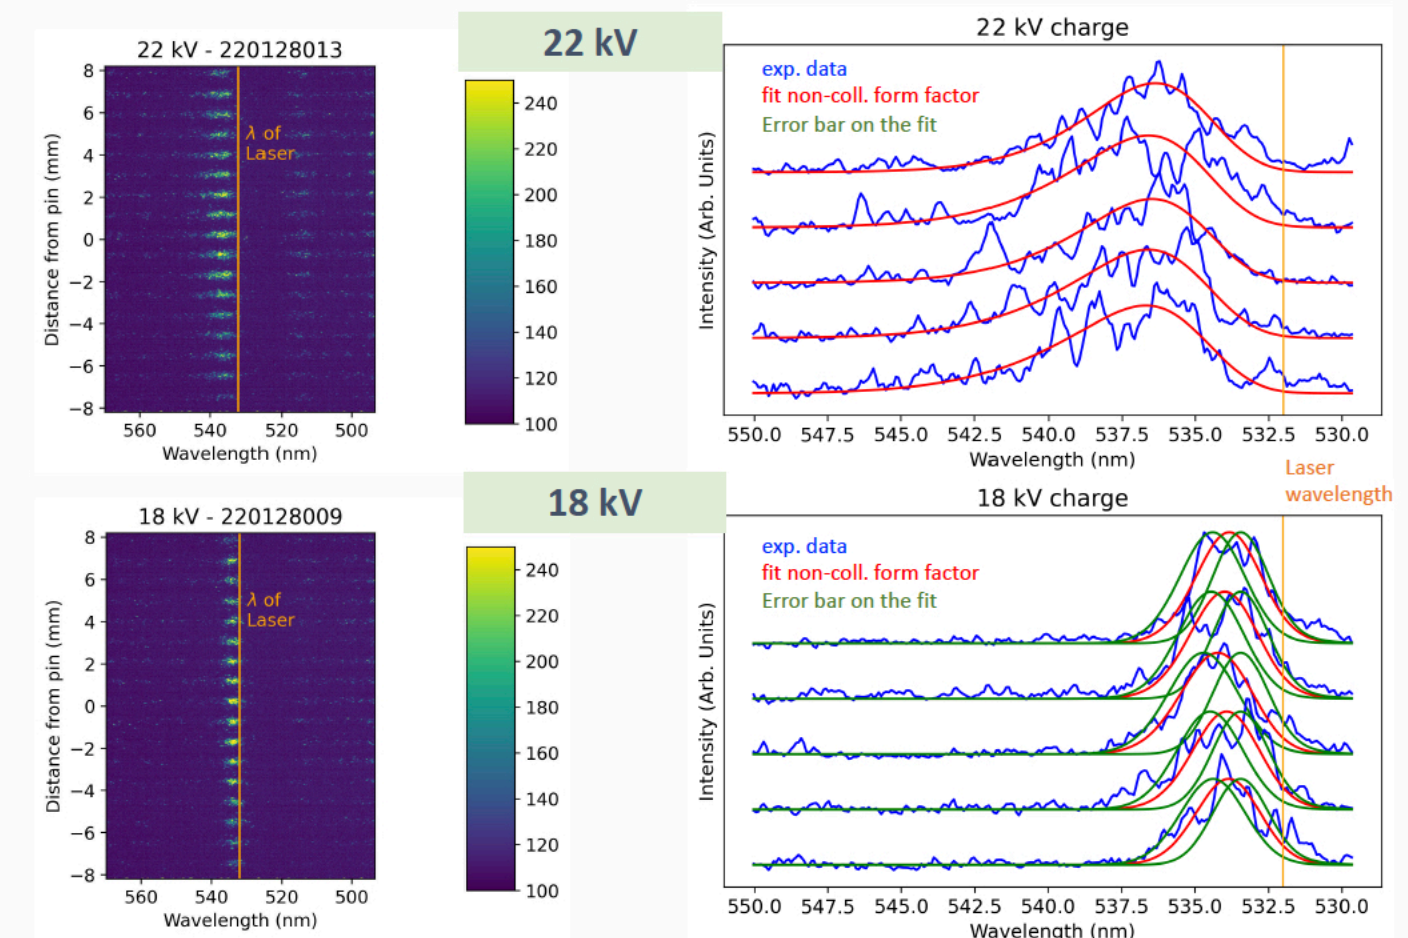 22 kV - 220128013
8
6
4
2
0
−2
−4
−6
−8
Distance from pin (mm)
λ of
Laser
560
540
520
500
Wavelength (nm)
22 kV
240
220
200
180
160
140
120
100
22 kV charge
exp. data
fit non-coll. form factor
Error bar on the fit
Intensity (Arb. Units)
550.0
547.5
545.0
542.5
540.0
537.5
535.0
532.5
530.0
Wavelength (nm)
Laser
wavelength
18 kV - 220128009
8
6
4
2
0
−2
−4
−6
−8
Distance from pin (mm)
λ of
Laser
560
540
520
500
Wavelength (nm)
18 kV
240
220
200
180
160
140
120
100
18 kV charge
exp. data
fit non-coll. form factor
Error bar on the fit
Intensity (Arb. Units)
550.0
547.5
545.0
542.5
540.0
537.5
535.0
532.5
530.0
Wavelength (nm)